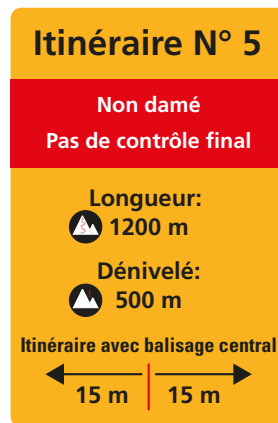 Itinéraire N° 5
Non damé
Pas de contrôle final
Longueur:
1200 m
Dénivelé:
500 m
Itinéraire avec balisage central
15 m 15 m